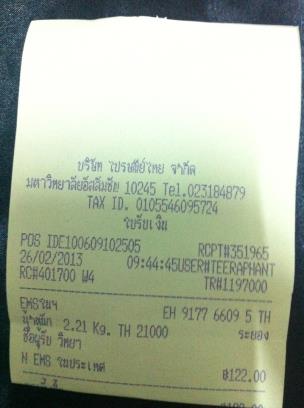 บริษัท ไปรษณีย์ไทย จำกัด
มหาวิทยาลัยอัสสัมชัญ 10245 Tel.023184879
TAX ID. 0105546095724
ใบรับเงิน
POS IDE100609102505 RCPT#351965
26/02/2013 09:44:45USER#TEERAPHANT
RC#401700 W4 TR#1197000
EMSในฯ EH 9177 6609 5 TH
น้ำหนัก 2.21 Kg. TH 21000 ระยอง
ชื่อผู้รับ วิทยา
N EMS ในประเทศ ฿122.00